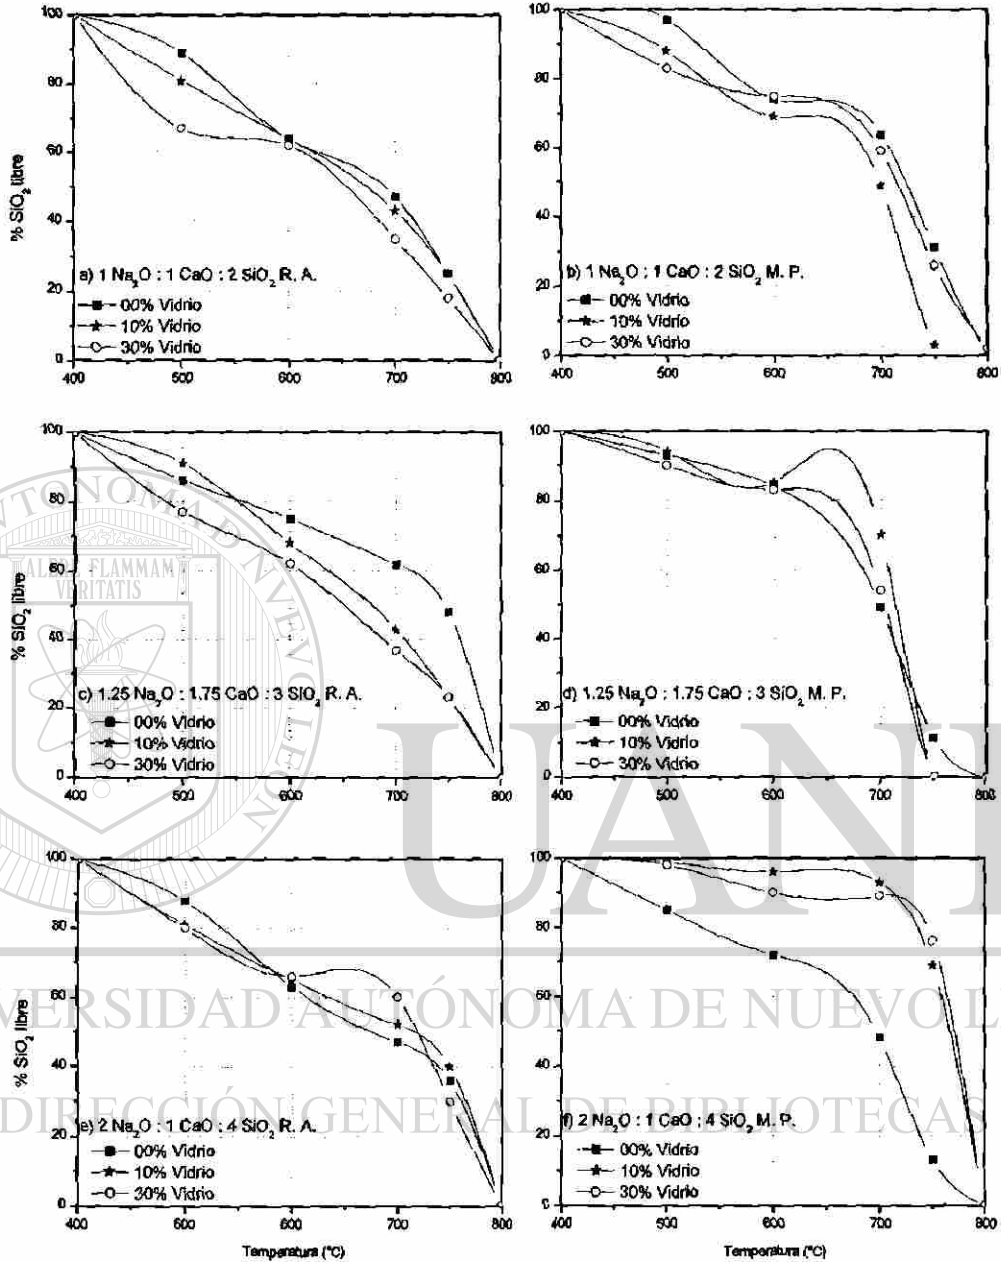 100
80
60
40
20
0
% SiO₂ libre
a) 1 Na₂O : 1 CaO : 2 SiO₂ R. A.
00% Vidrio
10% Vidrio
30% Vidrio
400 500 600 700 800
100
80
60
40
20
0
b) 1 Na₂O : 1 CaO : 2 SiO₂ M. P.
00% Vidrio
10% Vidrio
30% Vidrio
400 500 600 700 800
100
80
60
40
20
0
% SiO₂ libre
c) 1.25 Na₂O : 1.75 CaO : 3 SiO₂ R. A.
00% Vidrio
10% Vidrio
30% Vidrio
400 500 600 700 800
100
80
60
40
20
0
d) 1.25 Na₂O : 1.75 CaO : 3 SiO₂ M. P.
00% Vidrio
10% Vidrio
30% Vidrio
400 500 600 700 800
100
80
60
40
20
0
% SiO₂ libre
e) 2 Na₂O : 1 CaO : 4 SiO₂ R. A.
00% Vidrio
10% Vidrio
30% Vidrio
400 500 600 700 800
Temperatura (°C)
100
80
60
40
20
0
f) 2 Na₂O : 1 CaO : 4 SiO₂ M. P.
00% Vidrio
10% Vidrio
30% Vidrio
400 500 600 700 800
Temperatura (°C)
ALERE FLAMMAM
VERITATIS
UANL
VERSIDAD AUTÓNOMA DE NUEVO L
DIRECCIÓN GENERAL DE BIBLIOTECAS